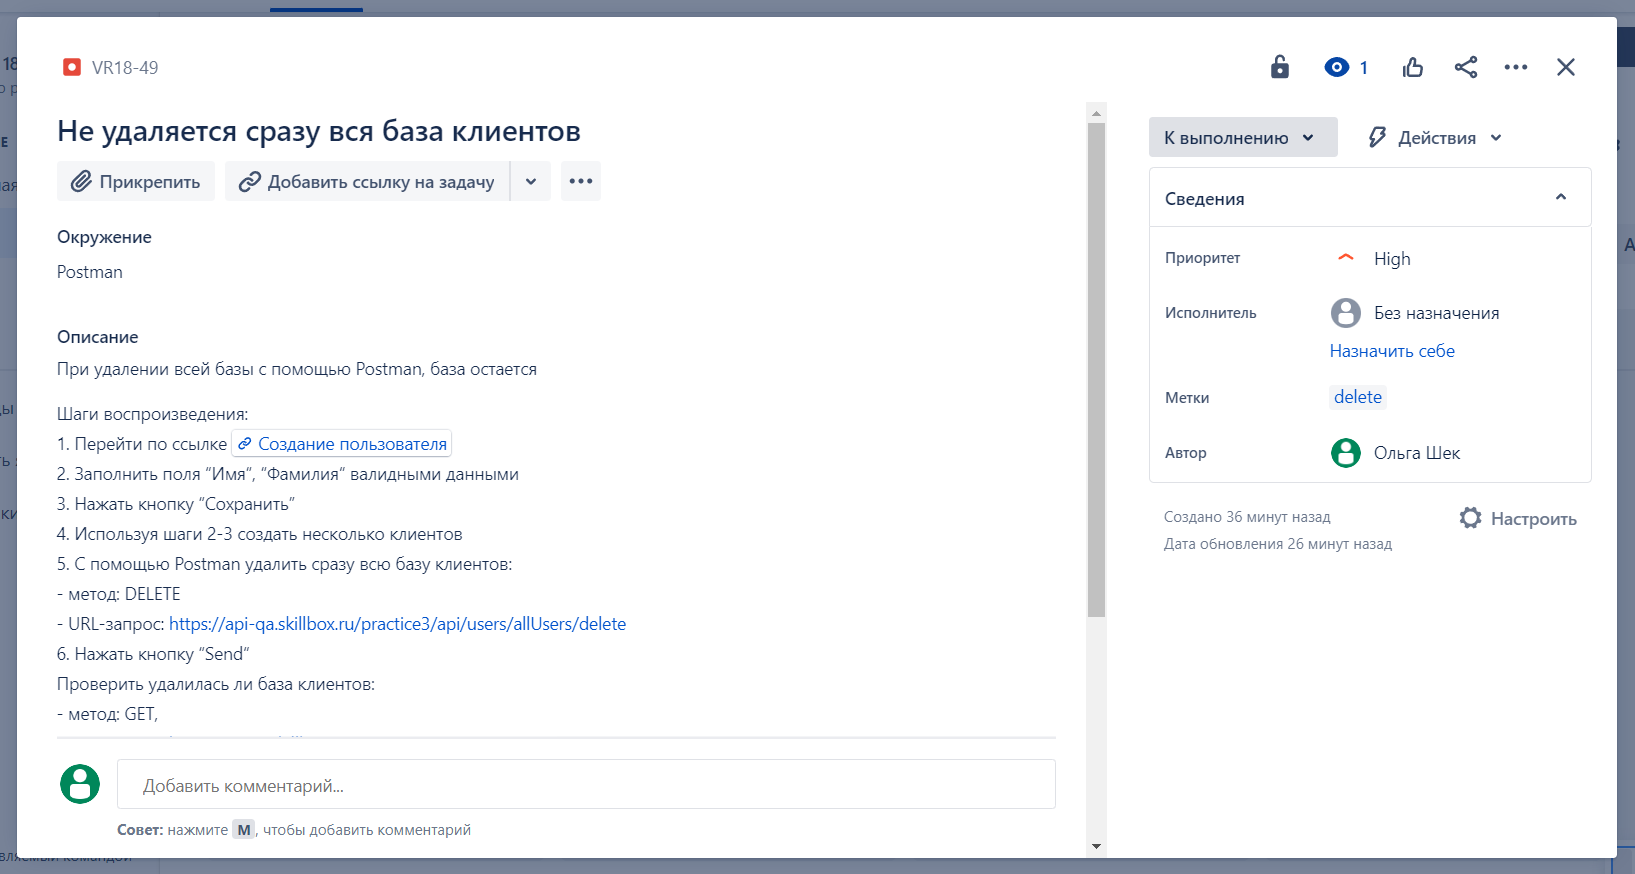 VR18-49
1
Не удаляется сразу вся база клиентов
Прикрепить
Добавить ссылку на задачу
Окружение
Postman
Описание
При удалении всей базы с помощью Postman, база остается
Шаги воспроизведения:
1. Перейти по ссылке Создание пользователя
2. Заполнить поля “Имя“, “Фамилия“ валидными данными
3. Нажать кнопку “Сохранить”
4. Используя шаги 2-3 создать несколько клиентов
5. С помощью Postman удалить сразу всю базу клиентов:
- метод: DELETE
- URL-запрос: https://api-qa.skillbox.ru/practice3/api/users/allUsers/delete
6. Нажать кнопку “Send“
Проверить удалилась ли база клиентов:
- метод: GET,
Добавить комментарий...
Совет: нажмите M, чтобы добавить комментарий
К выполнению
Действия
Сведения
Приоритет
High
Исполнитель
Без назначения
Назначить себе
Метки
delete
Автор
Ольга Шек
Создано 36 минут назад
Дата обновления 26 минут назад
Настроить